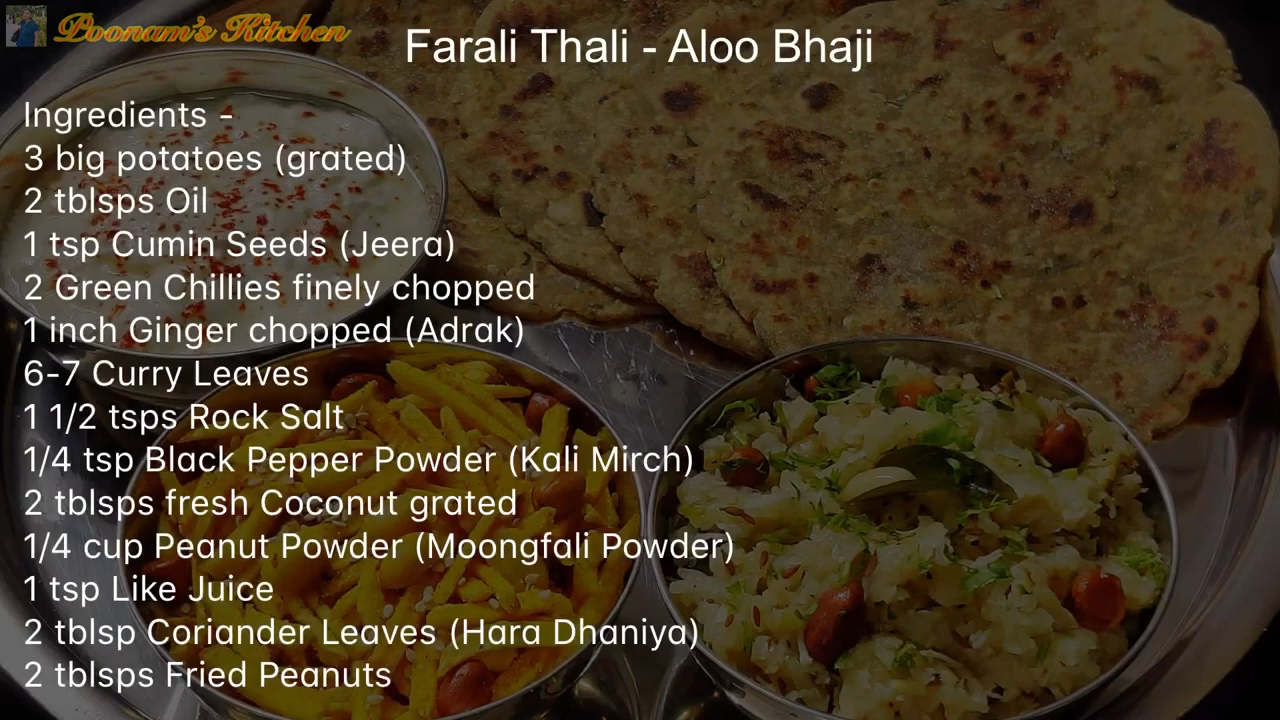 Poonam's Kitchen
Farali Thali - Aloo Bhaji
Ingredients -
3 big potatoes (grated)
2 tblsps Oil
1 tsp Cumin Seeds (Jeera)
2 Green Chillies finely chopped
1 inch Ginger chopped (Adrak)
6-7 Curry Leaves
1 1/2 tsps Rock Salt
1/4 tsp Black Pepper Powder (Kali Mirch)
2 tblsps fresh Coconut grated
1/4 cup Peanut Powder (Moongfali Powder)
1 tsp Like Juice
2 tblsp Coriander Leaves (Hara Dhaniya)
2 tblsps Fried Peanuts